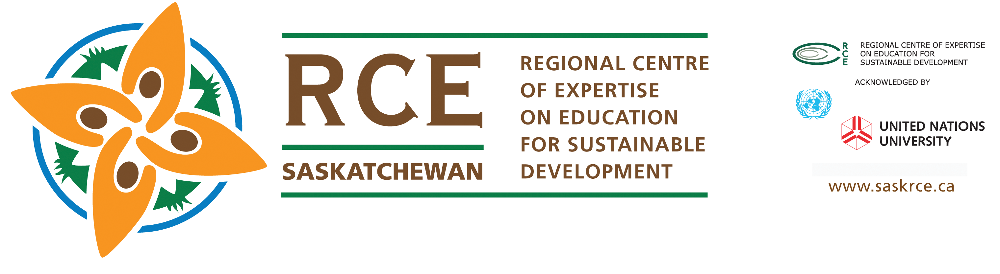 RCE
SASKATCHEWAN
REGIONAL CENTRE
OF EXPERTISE
ON EDUCATION
FOR SUSTAINABLE
DEVELOPMENT
RCE
REGIONAL CENTRE OF EXPERTISE
ON EDUCATION FOR
SUSTAINABLE DEVELOPMENT
ACKNOWLEDGED BY
UNITED NATIONS
UNIVERSITY
www.saskrce.ca